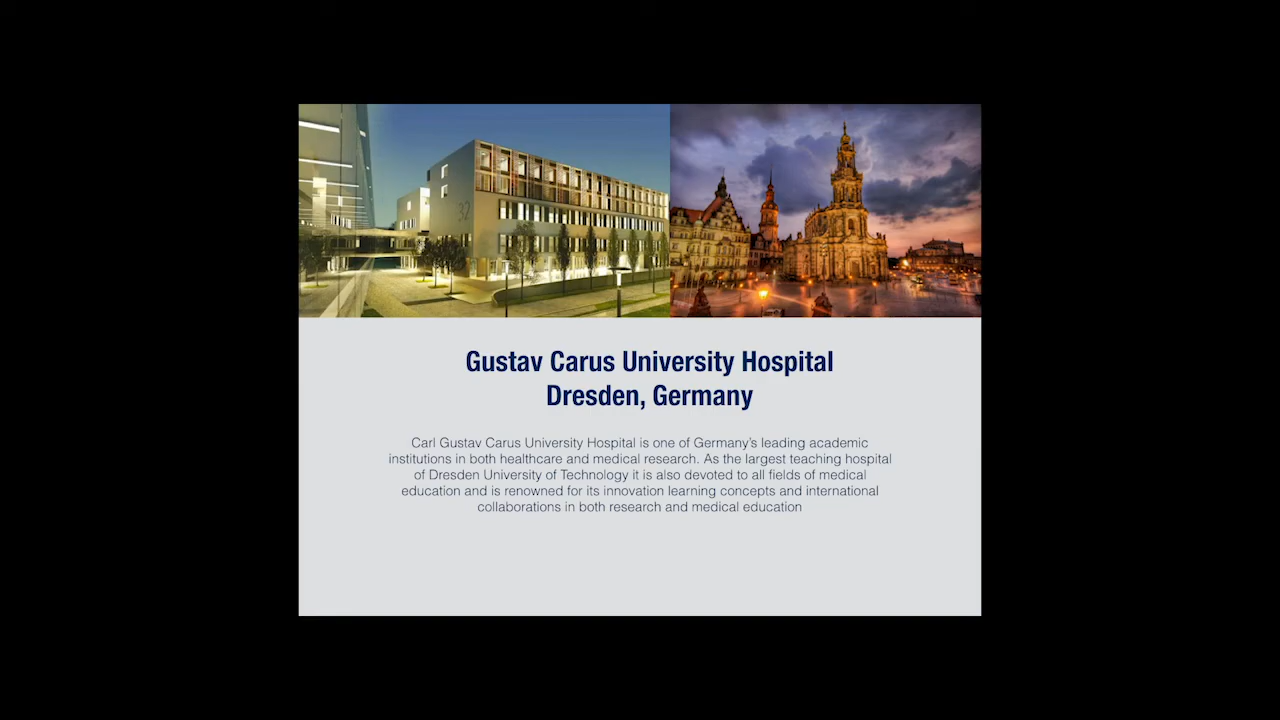 32
Gustav Carus University Hospital
Dresden, Germany
Carl Gustav Carus University Hospital is one of Germany's leading academic
institutions in both healthcare and medical research. As the largest teaching hospital
of Dresden University of Technology it is also devoted to all fields of medical
education and is renowned for its innovation learning concepts and international
collaborations in both research and medical education